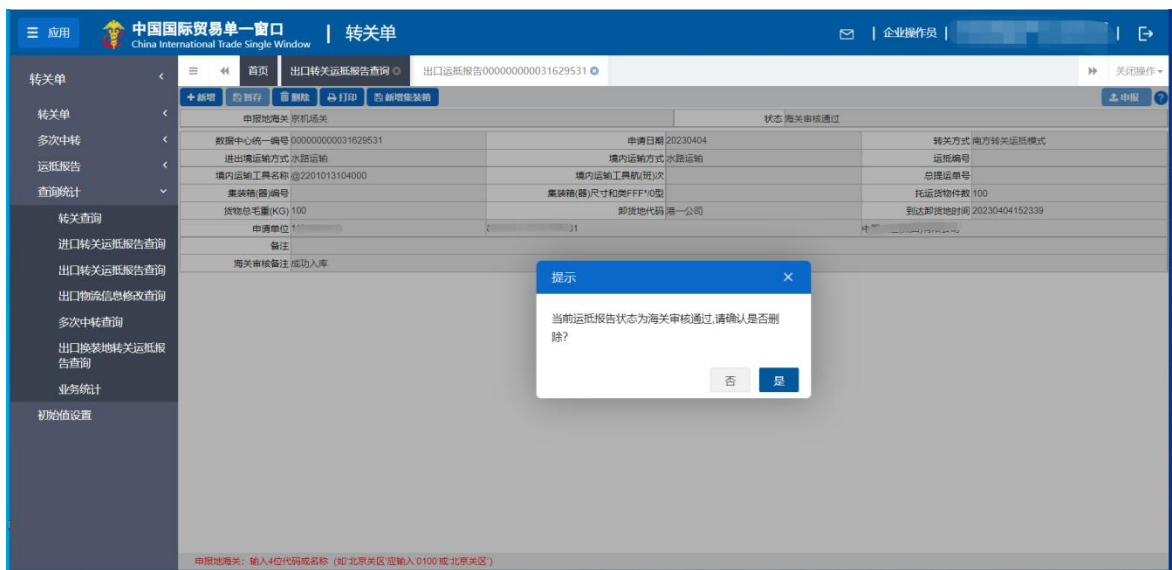 应用
中国国际贸易单一窗口
China International Trade Single Window
转关单
企业操作员
转关单
首页
出口转关运抵报告查询
出口运抵报告000000000031629531
关闭操作
新增
暂存
删除
打印
新增集装箱
申报
转关单
多次中转
运抵报告
查询统计
转关查询
进口转关运抵报告查询
出口转关运抵报告查询
出口物流信息修改查询
多次中转查询
出口换装地转关运抵报告查询
业务统计
初始值设置
申报地海关 京机场关
状态 海关审核通过
数据中心统一编号 000000000031629531
申请日期 20230404
转关方式 南方转关运抵模式
进出境运输方式 水路运输
境内运输方式 水路运输
运抵编号
境内运输工具名称 @2201013104000
境内运输工具航(班)次
总提运单号
集装箱(器)编号
集装箱(器)尺寸和类FFF*/0型
托运货物件数 100
货物总毛重(KG) 100
卸货地代码 港一公司
到达卸货地时间 20230404152339
申请单位
备注
海关审核备注 成功入库
提示
当前运抵报告状态为海关审核通过,请确认是否删
除?
否
是
申报地海关：输入4位代码或名称（如'北京关区'应输入'0100'或'北京关区'）